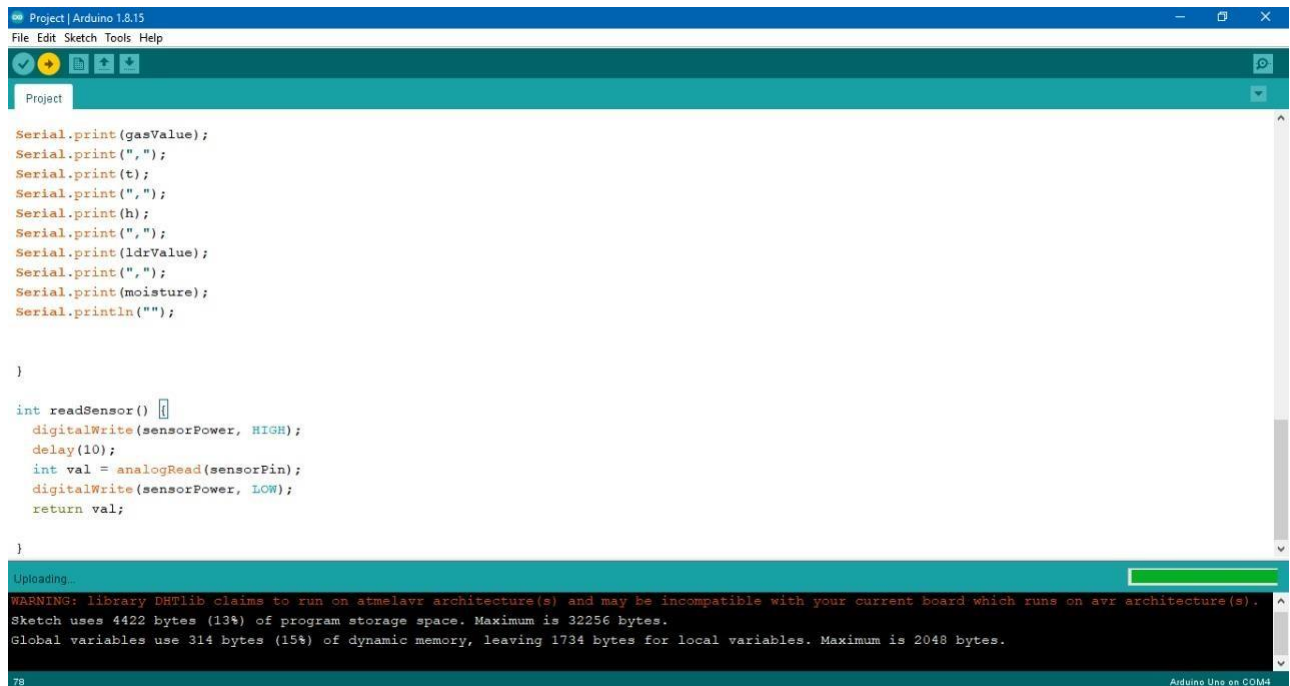 Project | Arduino 1.8.15
File Edit Sketch Tools Help
Project
Serial.print(gasValue);
Serial.print(",");
Serial.print(t);
Serial.print(",");
Serial.print(h);
Serial.print(",");
Serial.print(ldrValue);
Serial.print(",");
Serial.print(moisture);
Serial.println("");
}
int readSensor() {
digitalWrite(sensorPower, HIGH);
delay(10);
int val = analogRead(sensorPin);
digitalWrite(sensorPower, LOW);
return val;
}
Uploading...
WARNING: library DHTlib claims to run on atmelavr architecture(s) and may be incompatible with your current board which runs on avr architecture(s).
Sketch uses 4422 bytes (13%) of program storage space. Maximum is 32256 bytes.
Global variables use 314 bytes (15%) of dynamic memory, leaving 1734 bytes for local variables. Maximum is 2048 bytes.
78 Arduino Uno on COM4